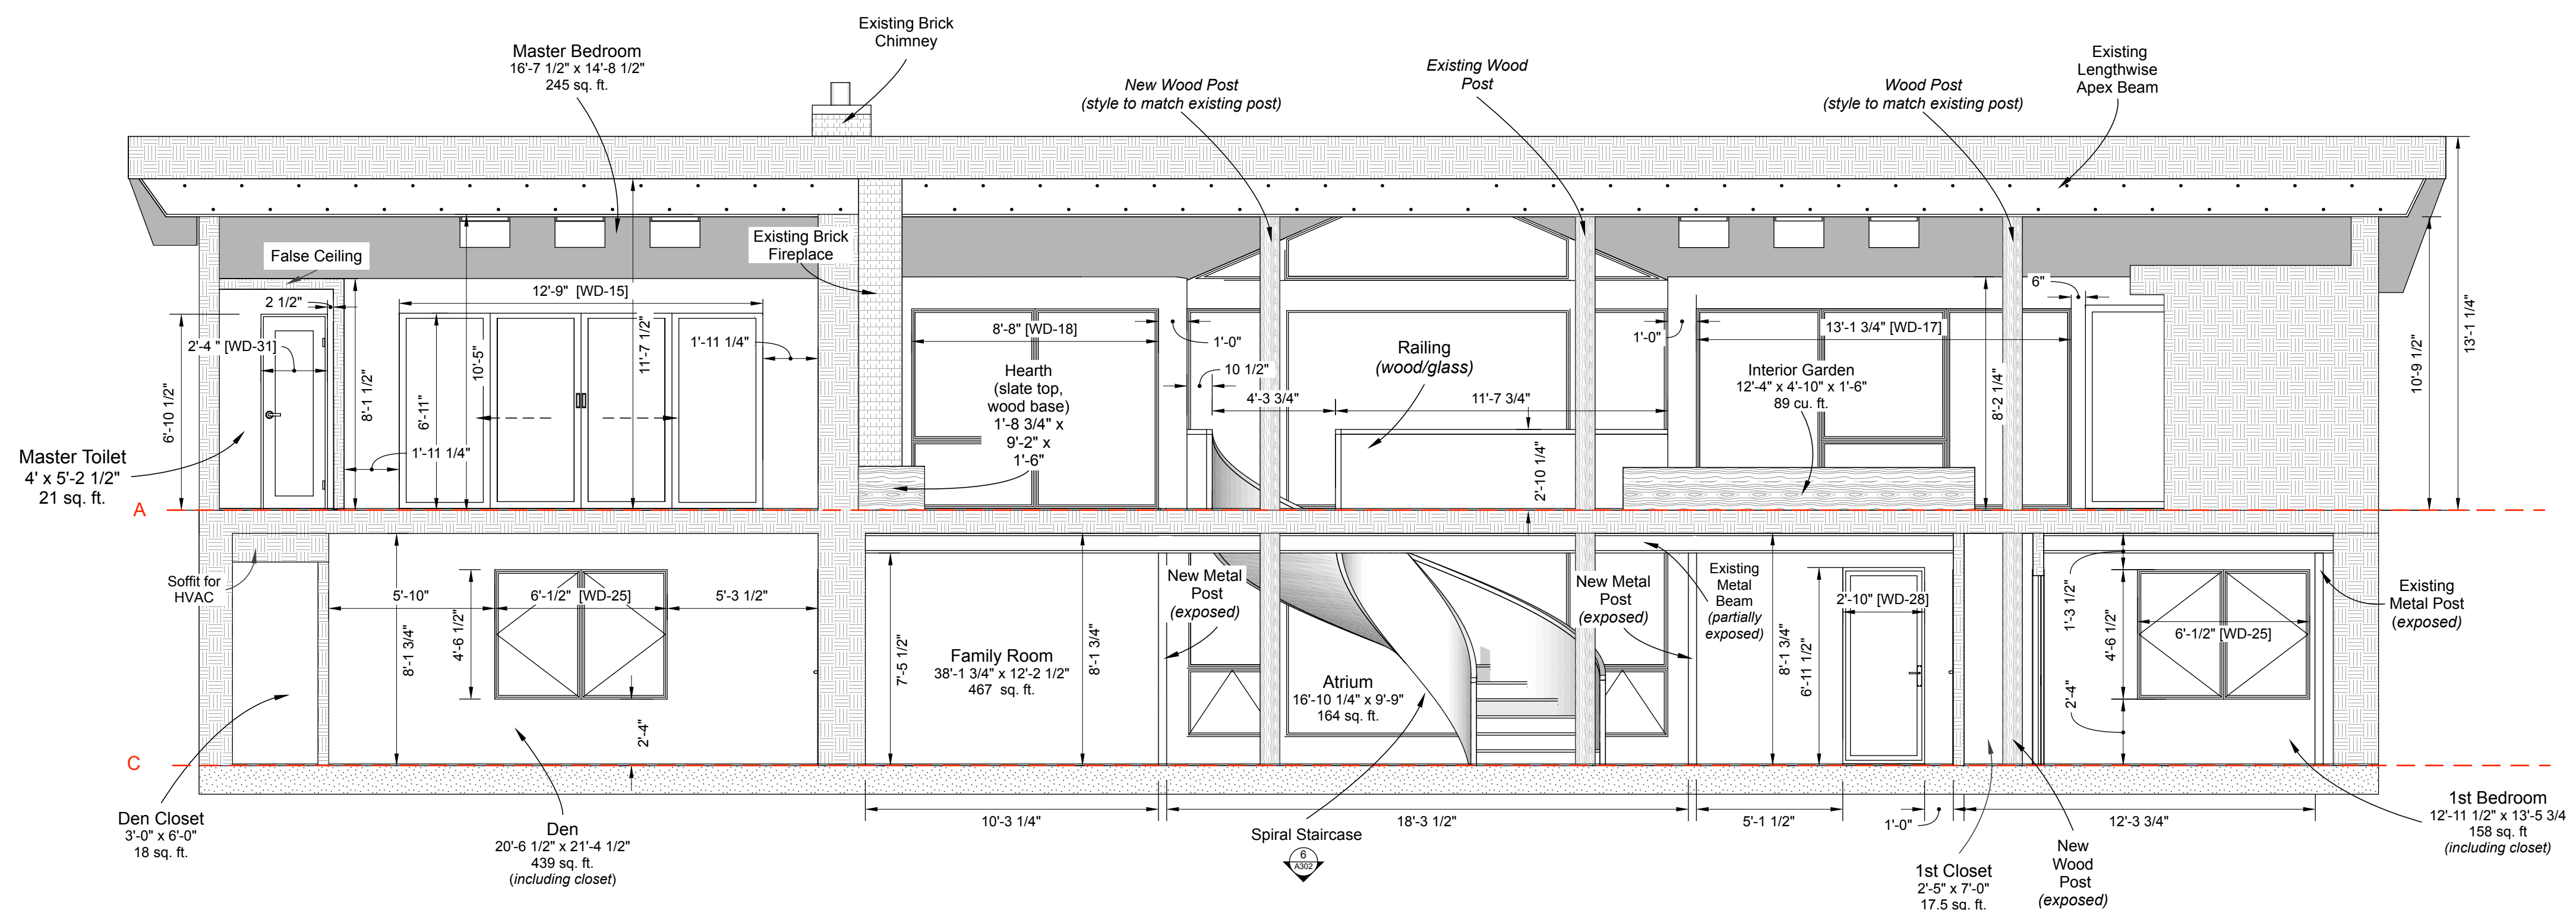 Existing Brick
Chimney
Master Bedroom
16'-7 1/2" x 14'-8 1/2"
245 sq. ft.
New Wood Post
(style to match existing post)
Existing Wood
Post
Wood Post
(style to match existing post)
Existing
Lengthwise
Apex Beam
False Ceiling
Existing Brick
Fireplace
2 1/2"
12'-9" [WD-15]
2'-4 " [WD-31]
6'-10 1/2"
8'-1 1/2"
6'-11"
10'-5"
11'-7 1/2"
1'-11 1/4"
1'-11 1/4"
8'-8" [WD-18]
1'-0"
Hearth
(slate top,
wood base)
1'-8 3/4" x
9'-2" x
1'-6"
10 1/2"
4'-3 3/4"
Railing
(wood/glass)
11'-7 3/4"
2'-10 1/4"
1'-0"
13'-1 3/4" [WD-17]
Interior Garden
12'-4" x 4'-10" x 1'-6"
89 cu. ft.
8'-2 1/4"
6"
10'-9 1/2"
13'-1 1/4"
Master Toilet
4' x 5'-2 1/2"
21 sq. ft.
A
Soffit for
HVAC
5'-10"
6'-1/2" [WD-25]
5'-3 1/2"
8'-1 3/4"
4'-6 1/2"
2'-4"
7'-5 1/2"
Family Room
38'-1 3/4" x 12'-2 1/2"
467 sq. ft.
8'-1 3/4"
New Metal
Post
(exposed)
Atrium
16'-10 1/4" x 9'-9"
164 sq. ft.
New Metal
Post
(exposed)
Existing
Metal
Beam
(partially
exposed)
8'-1 3/4"
6'-11 1/2"
2'-10" [WD-28]
1'-3 1/2"
4'-6 1/2"
2'-4"
6'-1/2" [WD-25]
Existing
Metal Post
(exposed)
C
Den Closet
3'-0" x 6'-0"
18 sq. ft.
Den
20'-6 1/2" x 21'-4 1/2"
439 sq. ft.
(including closet)
10'-3 1/4"
18'-3 1/2"
5'-1 1/2"
1'-0"
12'-3 3/4"
Spiral Staircase
6
A302
1st Closet
2'-5" x 7'-0"
17.5 sq. ft.
New
Wood
Post
(exposed)
1st Bedroom
12'-11 1/2" x 13'-5 3/4
158 sq. ft
(including closet)